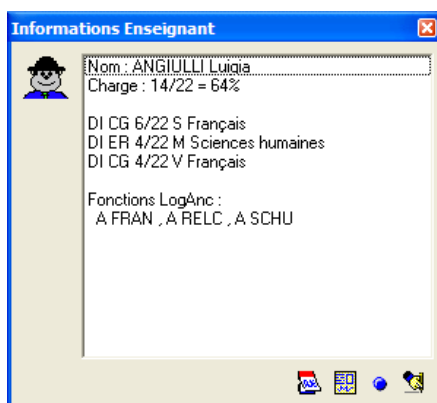 Informations Enseignant
Nom : ANGIULLI Luigia
Charge : 14/22 = 64%
DI CG 6/22 S Français
DI ER 4/22 M Sciences humaines
DI CG 4/22 V Français
Fonctions LogAnc :
A FRAN , A RELC , A SCHU